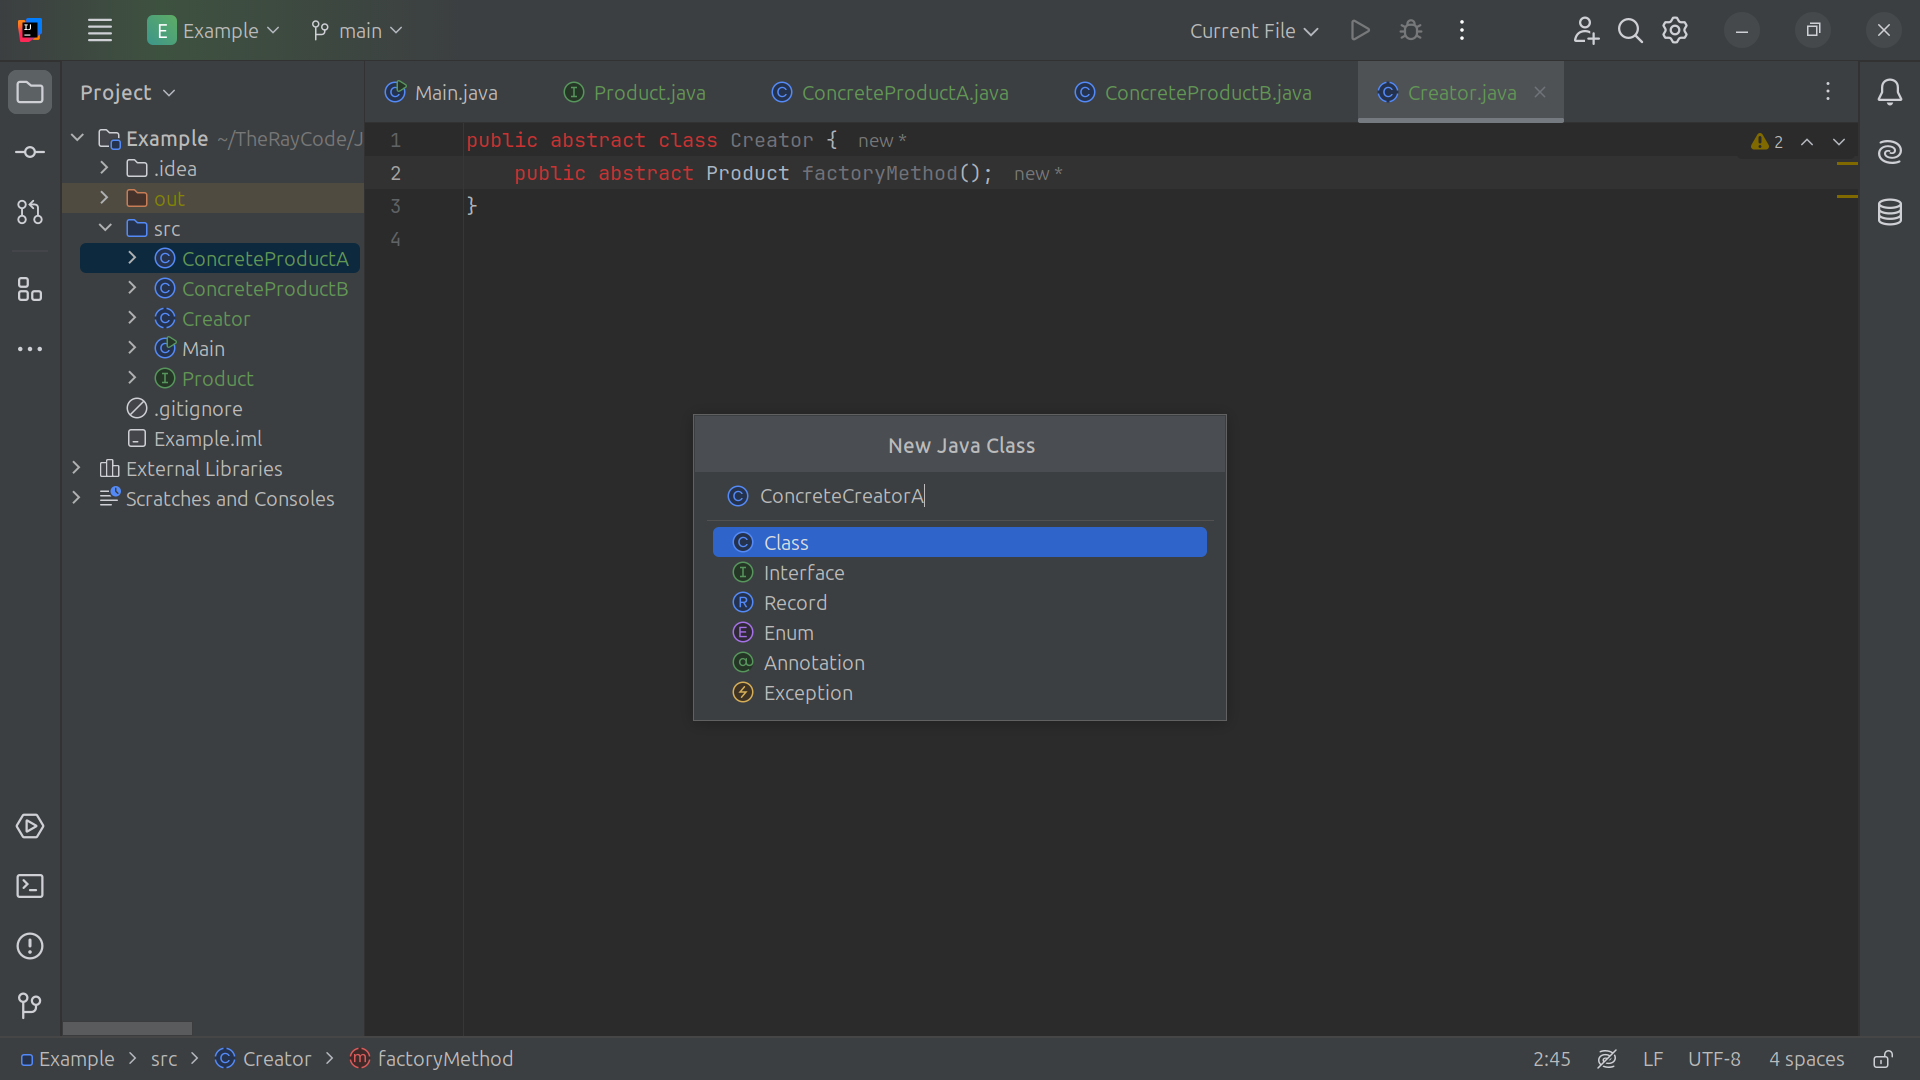 E Example main Current File
Project
Main.java Product.java ConcreteProductA.java ConcreteProductB.java Creator.java
Example ~/TheRayCode/J
.idea
out
src
ConcreteProductA
ConcreteProductB
Creator
Main
Product
.gitignore
Example.iml
External Libraries
Scratches and Consoles
1 public abstract class Creator { new *
2 public abstract Product factoryMethod(); new *
3 }
4
2
New Java Class
ConcreteCreatorA
Class
Interface
Record
Enum
Annotation
Exception
Example > src > Creator > factoryMethod 2:45 LF UTF-8 4 spaces